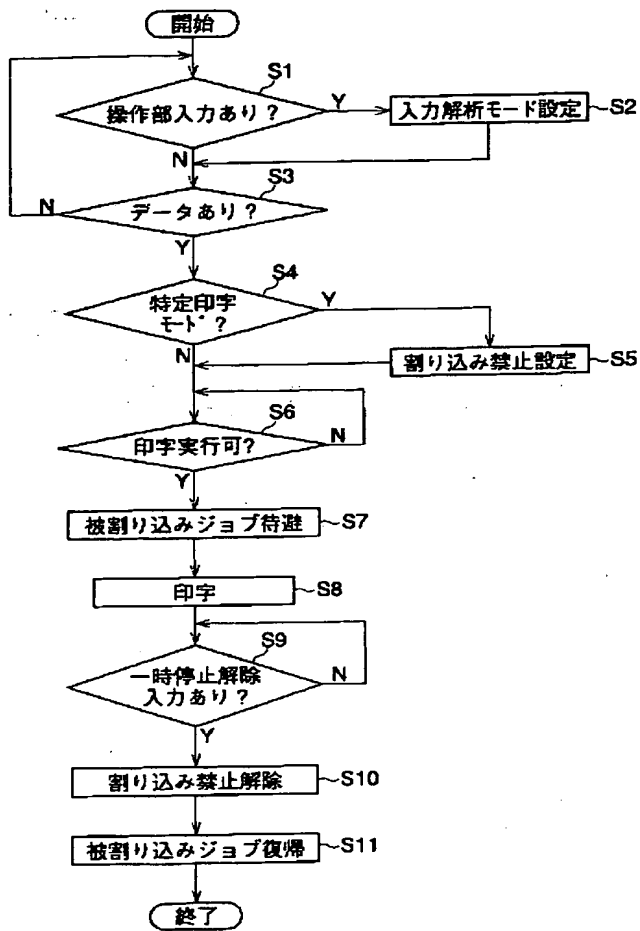 開始
S1
操作部入力あり？
Y
入力解析モード設定
S2
N
S3
N
データあり？
Y
S4
特定印字
モード？
Y
N
割り込み禁止設定
S5
S6
印字実行可？
N
Y
被割り込みジョブ待避
S7
印字
S8
S9
一時停止解除
入力あり？
N
Y
割り込み禁止解除
S10
被割り込みジョブ復帰
S11
終了